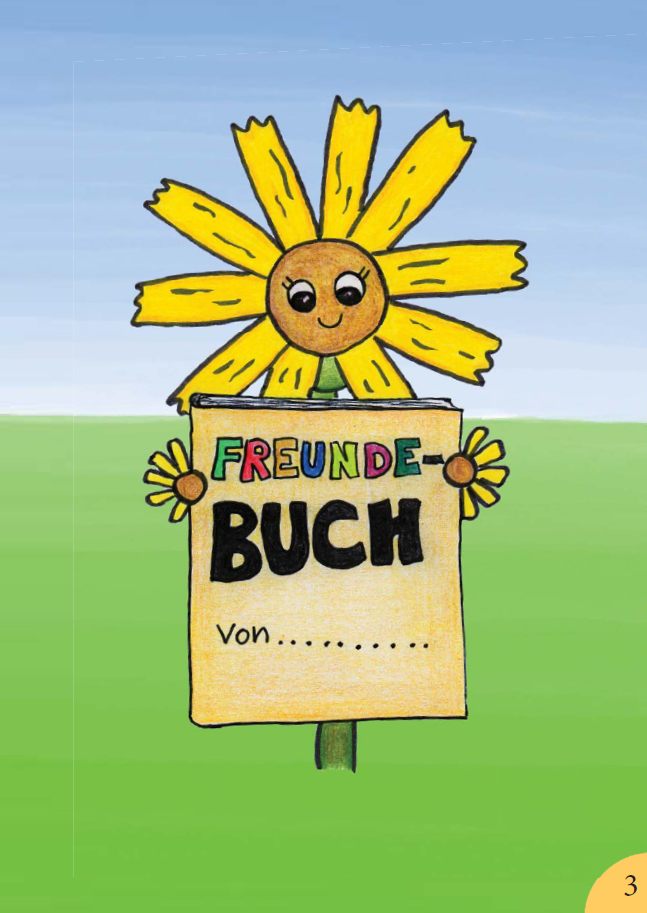 FREUNDE-
BUCH
Von..........
3